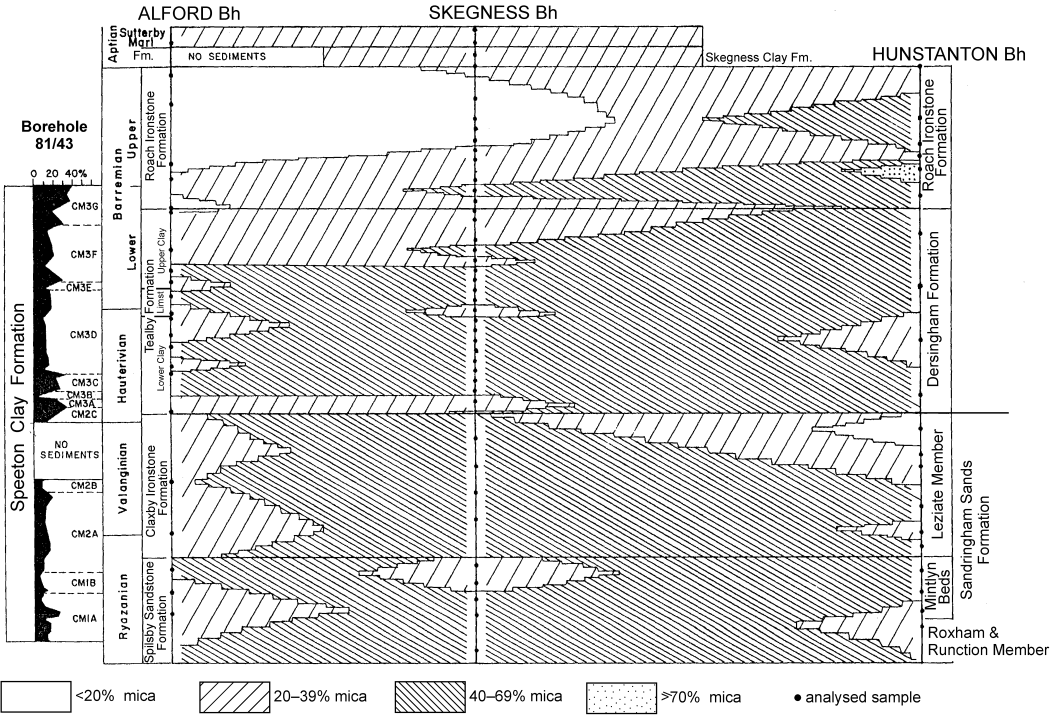 ALFORD Bh
SKEGNESS Bh
HUNSTANTON Bh
Aptian
Sutterby
Marl
Fm.
NO SEDIMENTS
Skegness Clay Fm.
Borehole
81/43
0 20 40%
Speeton Clay Formation
CM3G
CM3F
CM3E
CM3D
CM3C
CM3B
CM3A
CM2C
NO
SEDIMENTS
CM2B
CM2A
CM1B
CM1A
Barremian
Upper
Lower
Hauterivian
Valanginian
Ryazanian
Roach Ironstone
Formation
Tealby Formation
Upper Clay
Limst
Lower Clay
Claxby Ironstone
Formation
Spilsby Sandstone
Formation
Roach Ironstone
Formation
Dersingham Formation
Leziate Member
Mintlyn
Beds
Sandringham Sands
Formation
Roxham &
Runction Member
<20% mica
20–39% mica
40–69% mica
≥70% mica
analysed sample